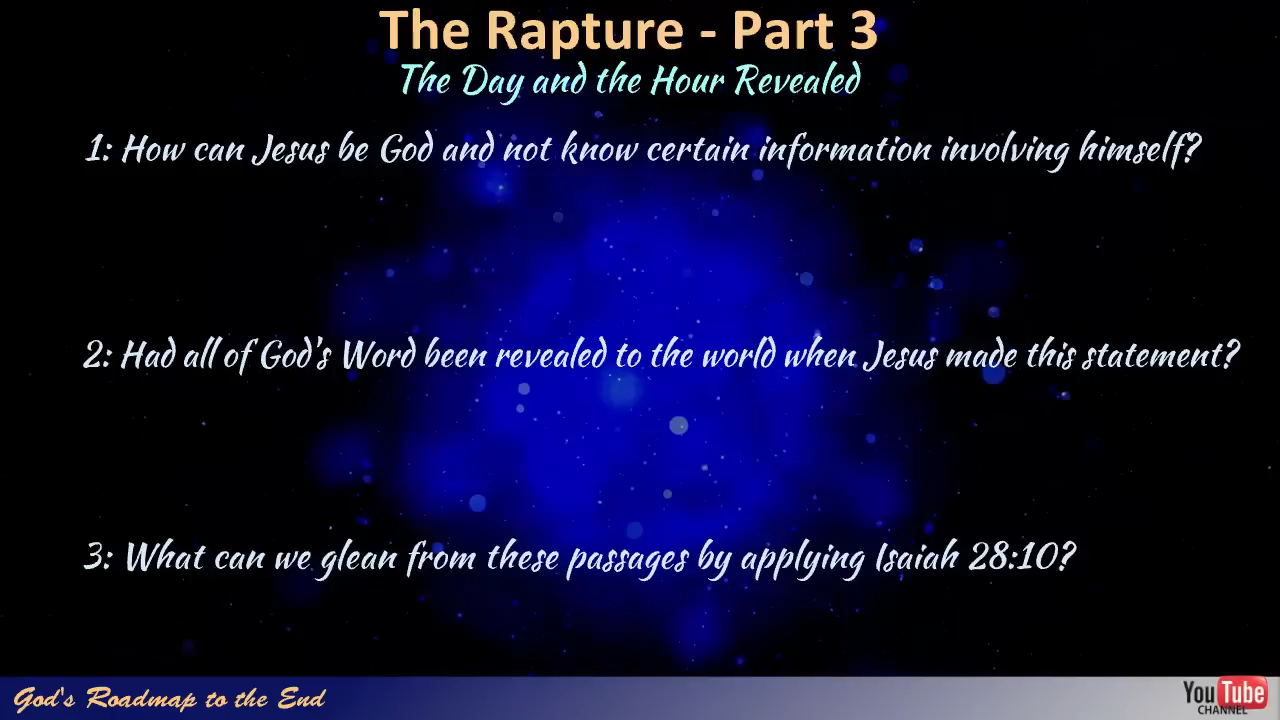 The Rapture - Part 3
The Day and the Hour Revealed
1: How can Jesus be God and not know certain information involving himself?
2: Had all of God's Word been revealed to the world when Jesus made this statement?
3: What can we glean from these passages by applying Isaiah 28:10?
God's Roadmap to the End
YouTube
CHANNEL